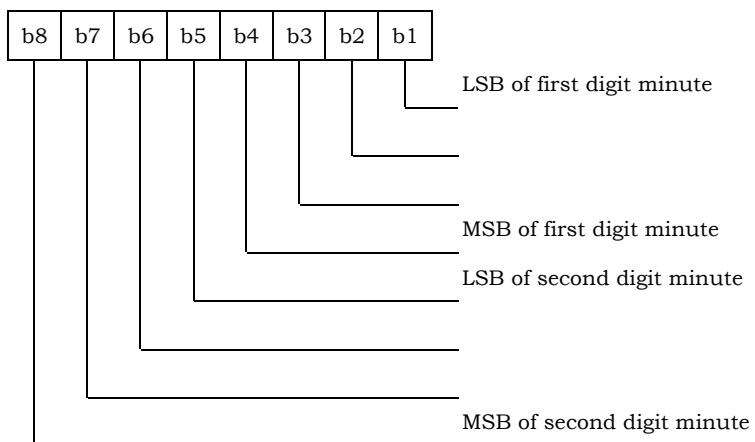 b8 b7 b6 b5 b4 b3 b2 b1
LSB of first digit minute
MSB of first digit minute
LSB of second digit minute
MSB of second digit minute